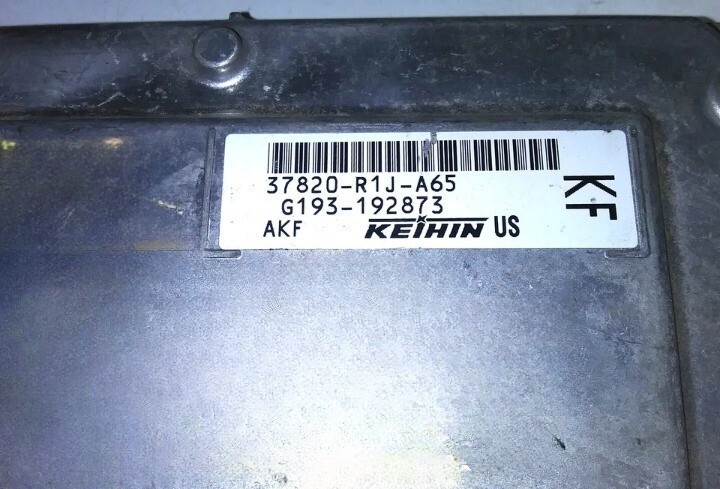 37820-R1J-A65
G193-192873
AKF KEIHIN US
KF